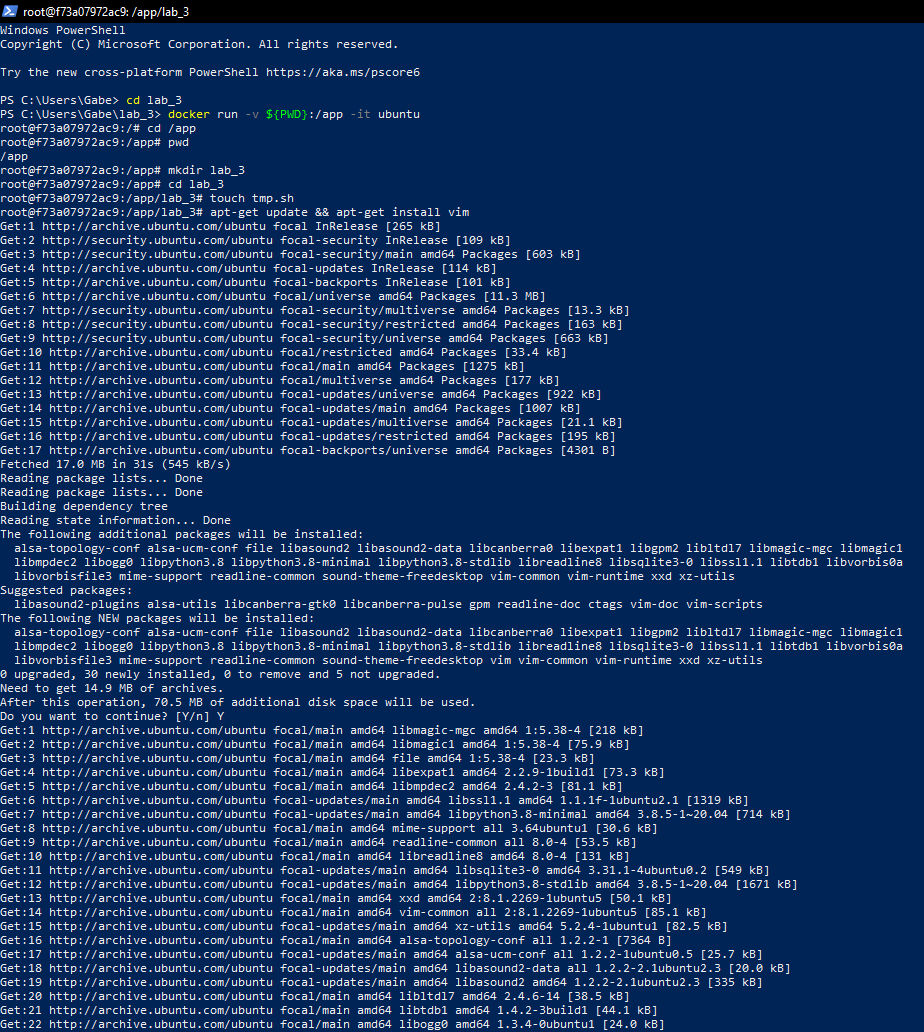 root@f73a07972ac9: /app/lab_3
Windows PowerShell
Copyright (C) Microsoft Corporation. All rights reserved.
Try the new cross-platform PowerShell https://aka.ms/pscore6
PS C:\Users\Gabe> cd lab_3
PS C:\Users\Gabe\lab_3> docker run -v ${PWD}:/app -it ubuntu
root@f73a07972ac9:/# cd /app
root@f73a07972ac9:/app# pwd
/app
root@f73a07972ac9:/app# mkdir lab_3
root@f73a07972ac9:/app# cd lab_3
root@f73a07972ac9:/app/lab_3# touch tmp.sh
root@f73a07972ac9:/app/lab_3# apt-get update && apt-get install vim
Get:1 http://archive.ubuntu.com/ubuntu focal InRelease [265 kB]
Get:2 http://security.ubuntu.com/ubuntu focal-security InRelease [109 kB]
Get:3 http://security.ubuntu.com/ubuntu focal-security/main amd64 Packages [603 kB]
Get:4 http://archive.ubuntu.com/ubuntu focal-updates InRelease [114 kB]
Get:5 http://archive.ubuntu.com/ubuntu focal-backports InRelease [101 kB]
Get:6 http://archive.ubuntu.com/ubuntu focal/universe amd64 Packages [11.3 MB]
Get:7 http://security.ubuntu.com/ubuntu focal-security/multiverse amd64 Packages [13.3 kB]
Get:8 http://security.ubuntu.com/ubuntu focal-security/restricted amd64 Packages [163 kB]
Get:9 http://security.ubuntu.com/ubuntu focal-security/universe amd64 Packages [663 kB]
Get:10 http://archive.ubuntu.com/ubuntu focal/restricted amd64 Packages [33.4 kB]
Get:11 http://archive.ubuntu.com/ubuntu focal/main amd64 Packages [1275 kB]
Get:12 http://archive.ubuntu.com/ubuntu focal/multiverse amd64 Packages [177 kB]
Get:13 http://archive.ubuntu.com/ubuntu focal-updates/universe amd64 Packages [922 kB]
Get:14 http://archive.ubuntu.com/ubuntu focal-updates/main amd64 Packages [1007 kB]
Get:15 http://archive.ubuntu.com/ubuntu focal-updates/multiverse amd64 Packages [21.1 kB]
Get:16 http://archive.ubuntu.com/ubuntu focal-updates/restricted amd64 Packages [195 kB]
Get:17 http://archive.ubuntu.com/ubuntu focal-backports/universe amd64 Packages [4301 B]
Fetched 17.0 MB in 31s (545 kB/s)
Reading package lists... Done
Reading package lists... Done
Building dependency tree
Reading state information... Done
The following additional packages will be installed:
alsa-topology-conf alsa-ucm-conf file libasound2 libasound2-data libcanberra0 libexpat1 libgpm2 libltdl7 libmagic-mgc libmagic1
libmpdec2 libogg0 libpython3.8 libpython3.8-minimal libpython3.8-stdlib libreadline8 libsqlite3-0 libssl1.1 libtdb1 libvorbis0a
libvorbisfile3 mime-support readline-common sound-theme-freedesktop vim-common vim-runtime xxd xz-utils
Suggested packages:
libasound2-plugins alsa-utils libcanberra-gtk0 libcanberra-pulse gpm readline-doc ctags vim-doc vim-scripts
The following NEW packages will be installed:
alsa-topology-conf alsa-ucm-conf file libasound2 libasound2-data libcanberra0 libexpat1 libgpm2 libltdl7 libmagic-mgc libmagic1
libmpdec2 libogg0 libpython3.8 libpython3.8-minimal libpython3.8-stdlib libreadline8 libsqlite3-0 libssl1.1 libtdb1 libvorbis0a
libvorbisfile3 mime-support readline-common sound-theme-freedesktop vim vim-common vim-runtime xxd xz-utils
0 upgraded, 30 newly installed, 0 to remove and 5 not upgraded.
Need to get 14.9 MB of archives.
After this operation, 70.5 MB of additional disk space will be used.
Do you want to continue? [Y/n] Y
Get:1 http://archive.ubuntu.com/ubuntu focal/main amd64 libmagic-mgc amd64 1:5.38-4 [218 kB]
Get:2 http://archive.ubuntu.com/ubuntu focal/main amd64 libmagic1 amd64 1:5.38-4 [75.9 kB]
Get:3 http://archive.ubuntu.com/ubuntu focal/main amd64 file amd64 1:5.38-4 [23.3 kB]
Get:4 http://archive.ubuntu.com/ubuntu focal/main amd64 libexpat1 amd64 2.2.9-1build1 [73.3 kB]
Get:5 http://archive.ubuntu.com/ubuntu focal/main amd64 libmpdec2 amd64 2.4.2-3 [81.1 kB]
Get:6 http://archive.ubuntu.com/ubuntu focal-updates/main amd64 libssl1.1 amd64 1.1.1f-1ubuntu2.1 [1319 kB]
Get:7 http://archive.ubuntu.com/ubuntu focal-updates/main amd64 libpython3.8-minimal amd64 3.8.5-1~20.04 [714 kB]
Get:8 http://archive.ubuntu.com/ubuntu focal/main amd64 mime-support all 3.64ubuntu1 [30.6 kB]
Get:9 http://archive.ubuntu.com/ubuntu focal/main amd64 readline-common all 8.0-4 [53.5 kB]
Get:10 http://archive.ubuntu.com/ubuntu focal/main amd64 libreadline8 amd64 8.0-4 [131 kB]
Get:11 http://archive.ubuntu.com/ubuntu focal-updates/main amd64 libsqlite3-0 amd64 3.31.1-4ubuntu0.2 [549 kB]
Get:12 http://archive.ubuntu.com/ubuntu focal-updates/main amd64 libpython3.8-stdlib amd64 3.8.5-1~20.04 [1671 kB]
Get:13 http://archive.ubuntu.com/ubuntu focal/main amd64 xxd amd64 2:8.1.2269-1ubuntu5 [50.1 kB]
Get:14 http://archive.ubuntu.com/ubuntu focal/main amd64 vim-common all 2:8.1.2269-1ubuntu5 [85.1 kB]
Get:15 http://archive.ubuntu.com/ubuntu focal-updates/main amd64 xz-utils amd64 5.2.4-1ubuntu1 [82.5 kB]
Get:16 http://archive.ubuntu.com/ubuntu focal/main amd64 alsa-topology-conf all 1.2.2-1 [7364 B]
Get:17 http://archive.ubuntu.com/ubuntu focal-updates/main amd64 alsa-ucm-conf all 1.2.2-1ubuntu0.5 [25.7 kB]
Get:18 http://archive.ubuntu.com/ubuntu focal-updates/main amd64 libasound2-data all 1.2.2-2.1ubuntu2.3 [20.0 kB]
Get:19 http://archive.ubuntu.com/ubuntu focal-updates/main amd64 libasound2 amd64 1.2.2-2.1ubuntu2.3 [335 kB]
Get:20 http://archive.ubuntu.com/ubuntu focal/main amd64 libltdl7 amd64 2.4.6-14 [38.5 kB]
Get:21 http://archive.ubuntu.com/ubuntu focal/main amd64 libtdb1 amd64 1.4.2-3build1 [44.1 kB]
Get:22 http://archive.ubuntu.com/ubuntu focal/main amd64 libogg0 amd64 1.3.4-0ubuntu1 [24.0 kB]